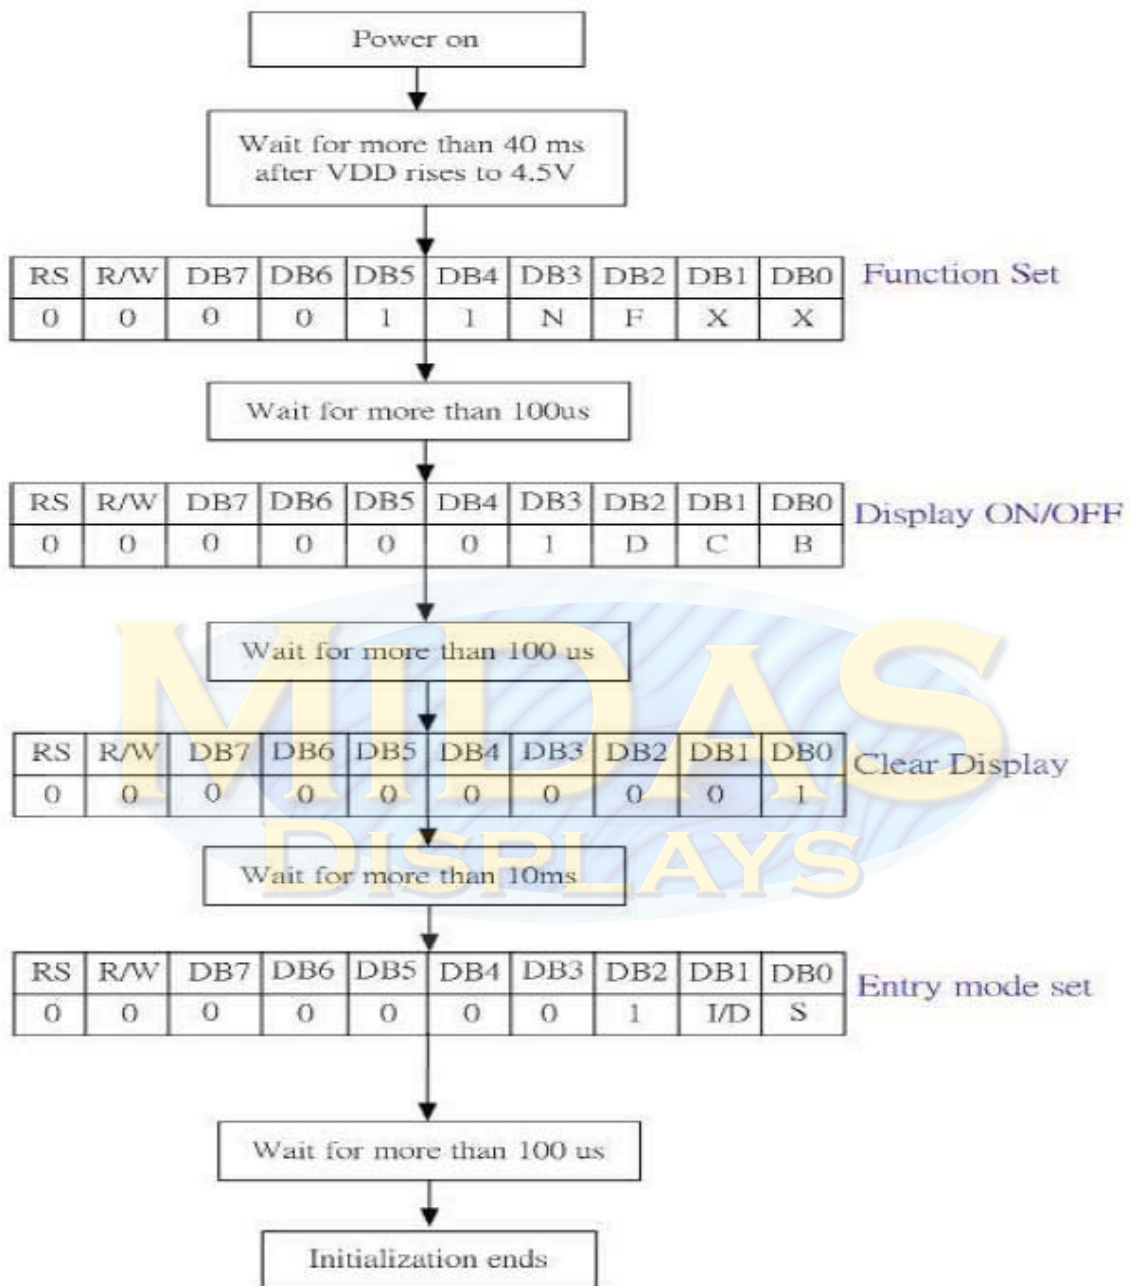 Power on
Wait for more than 40 ms
after VDD rises to 4.5V
RS R/W DB7 DB6 DB5 DB4 DB3 DB2 DB1 DB0 Function Set
0 0 0 0 1 1 N F X X
Wait for more than 100us
RS R/W DB7 DB6 DB5 DB4 DB3 DB2 DB1 DB0 Display ON/OFF
0 0 0 0 0 0 1 D C B
Wait for more than 100 us
RS R/W DB7 DB6 DB5 DB4 DB3 DB2 DB1 DB0 Clear Display
0 0 0 0 0 0 0 0 0 1
Wait for more than 10ms
RS R/W DB7 DB6 DB5 DB4 DB3 DB2 DB1 DB0 Entry mode set
0 0 0 0 0 0 0 1 I/D S
Wait for more than 100 us
Initialization ends
MIDAS
DISPLAYS